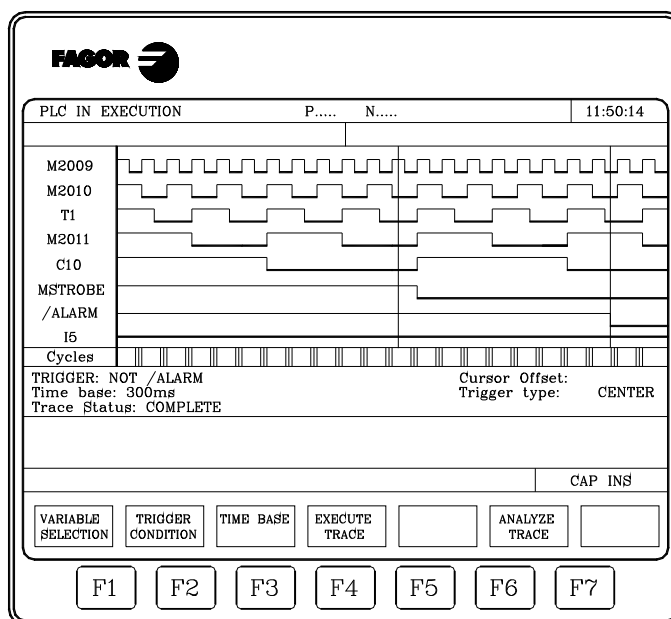 FAGOR
PLC IN EXECUTION P..... N..... 11:50:14
M2009
M2010
T1
M2011
C10
MSTROBE
/ALARM
I5
Cycles
TRIGGER: NOT /ALARM
Time base: 300ms
Trace Status: COMPLETE
Cursor Offset:
Trigger type: CENTER
CAP INS
VARIABLE SELECTION
TRIGGER CONDITION
TIME BASE
EXECUTE TRACE
ANALYZE TRACE
F1 F2 F3 F4 F5 F6 F7